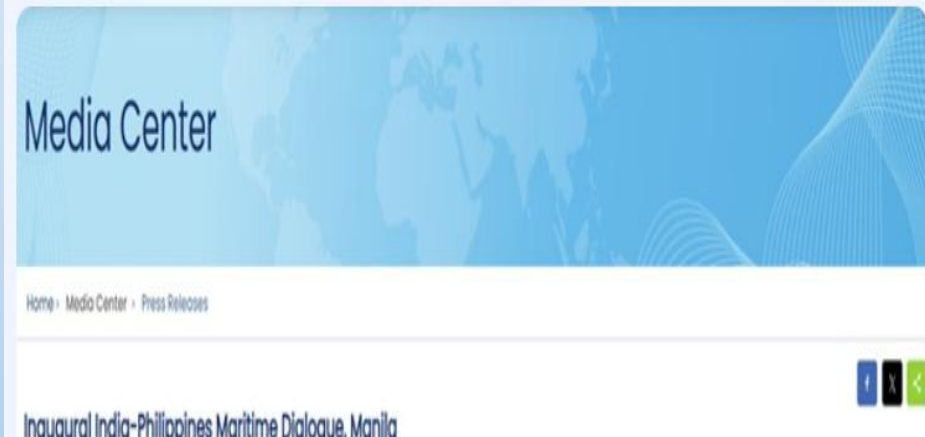 Media Center
Home › Media Center › Press Releases
Inaugural India-Philippines Maritime Dialogue, Manila